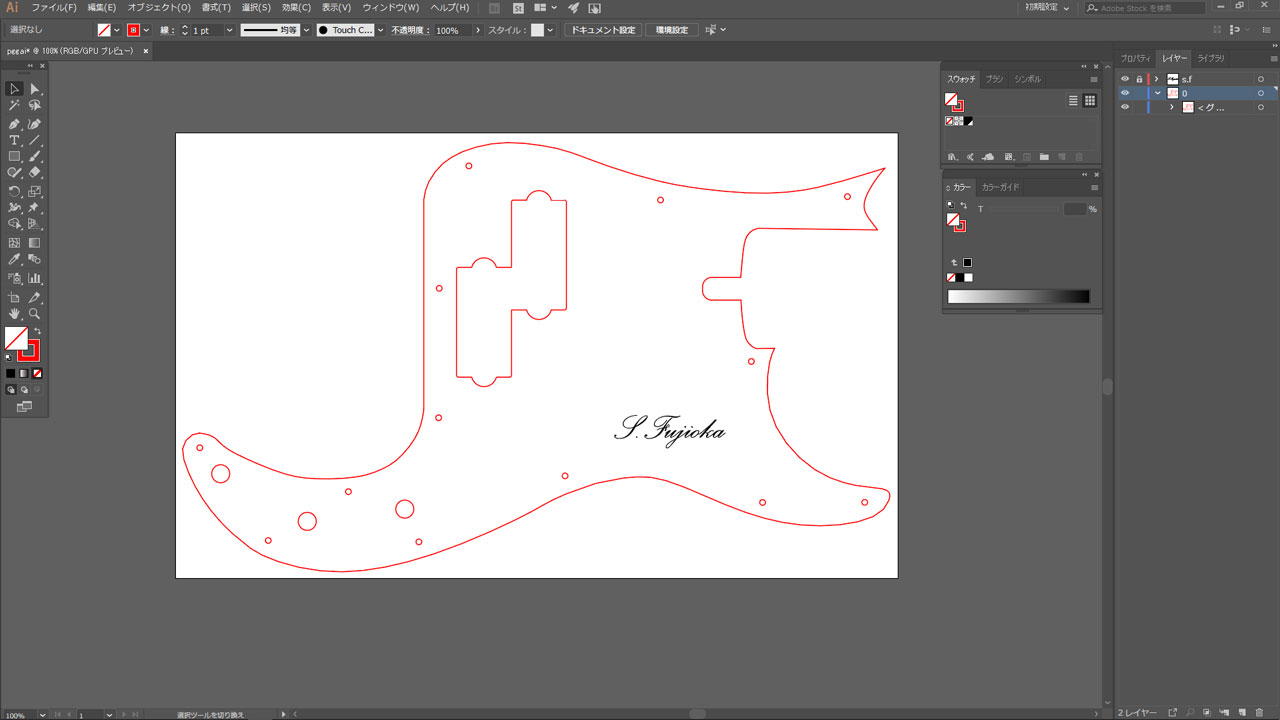 Ai ファイル(F) 編集(E) オブジェクト(O) 書式(T) 選択(S) 効果(C) 表示(V) ウィンドウ(W) ヘルプ(H) Br St 初期設定 Adobe Stock を検索
選択なし 線 : 1 pt 均等 Touch C... 不透明度 : 100% スタイル : ドキュメント設定 環境設定
pgg.ai* @ 100% (RGB/GPU プレビュー) ×
プロパティ レイヤー ライブラリ
スウォッチ ブラシ シンボル
s.f
0
<グ...
カラー カラーガイド
T %
S. Fujioka
100% 1 選択ツールを切り換え
2 レイヤー